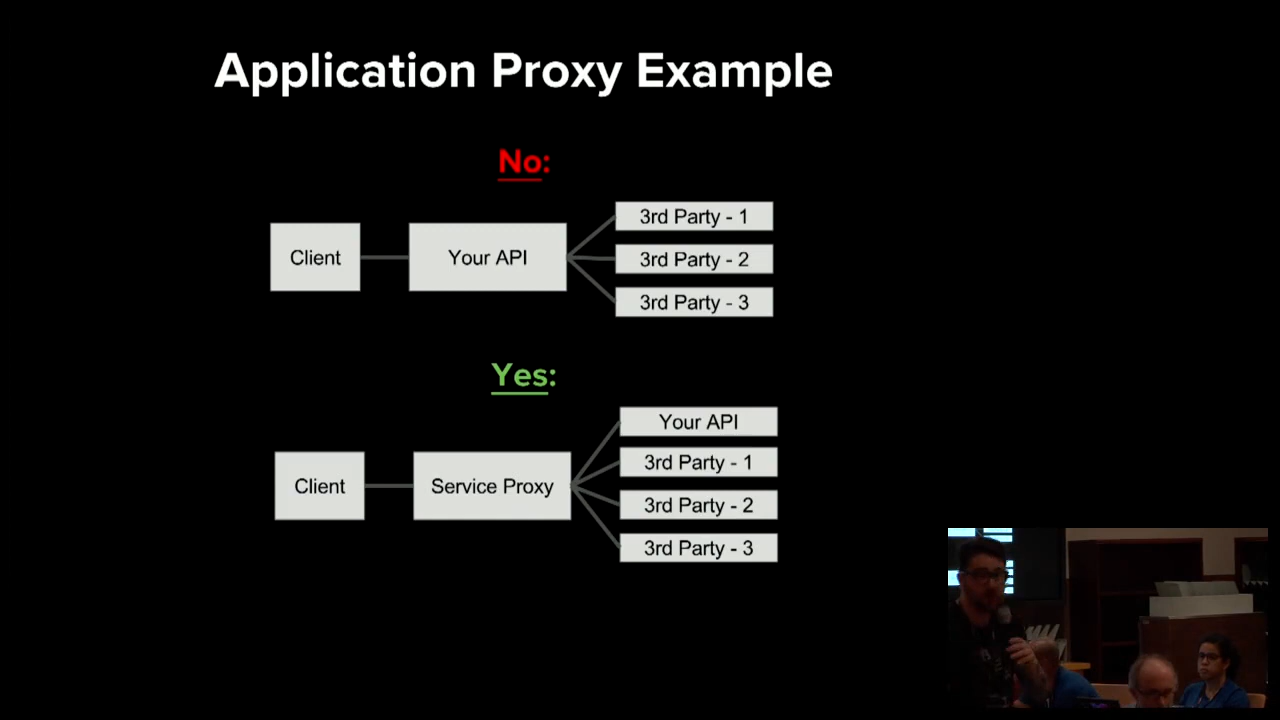 Application Proxy Example
No:
Client
Your API
3rd Party - 1
3rd Party - 2
3rd Party - 3
Yes:
Client
Service Proxy
Your API
3rd Party - 1
3rd Party - 2
3rd Party - 3